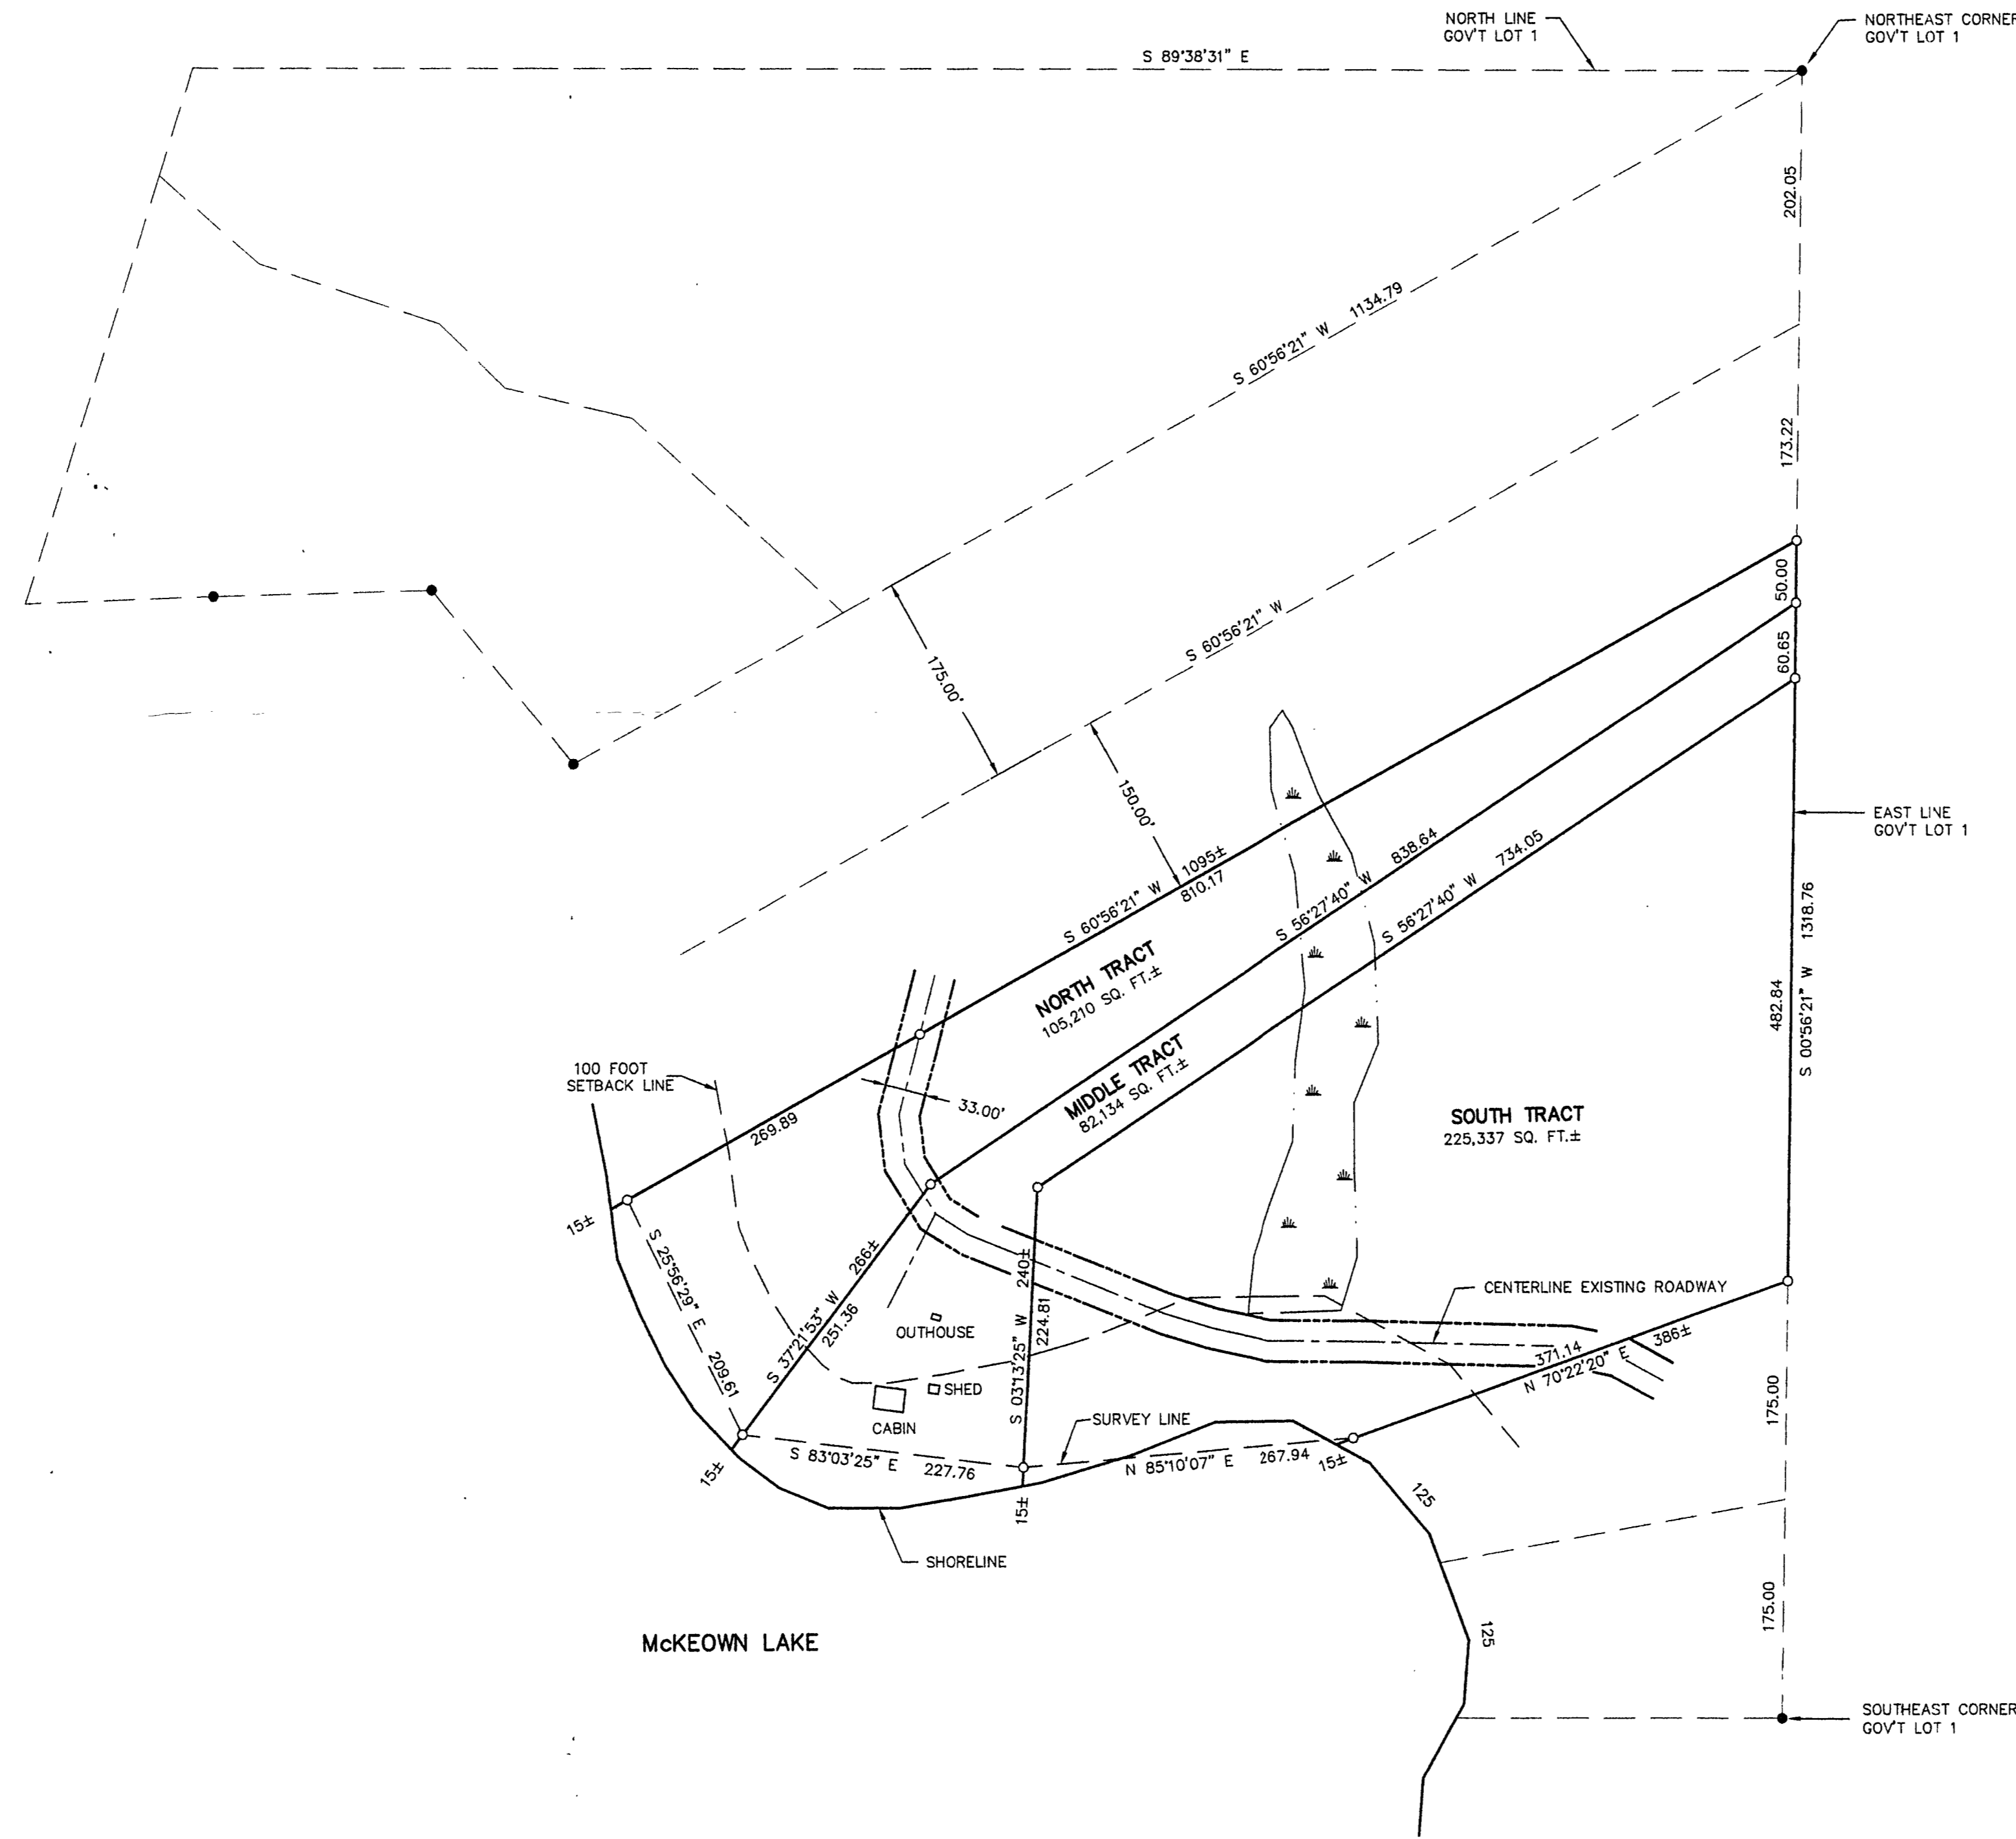 NORTH LINE
GOV'T LOT 1
NORTHEAST CORNER
GOV'T LOT 1
S 89°38'31" E
202.05
S 60°56'21" W 1134.79
173.22
50.00
S 60°56'21" W
60.65
175.00'
150.00'
EAST LINE
GOV'T LOT 1
838.64
734.05
1095±
S 60°56'21" W
810.17
S 56°27'40" W
S 56°27'40" W
S 00°56'21" W 1318.76
482.84
NORTH TRACT
105,210 SQ. FT.±
MIDDLE TRACT
82,134 SQ. FT.±
100 FOOT
SETBACK LINE
33.00'
SOUTH TRACT
225,337 SQ. FT.±
269.89
15±
S 25°56'29" E 209.61
S 37°21'53" W 266±
251.36
240±
S 03°13'25" W 224.81
OUTHOUSE
CENTERLINE EXISTING ROADWAY
371.14
386±
N 70°22'20" E
SHED
CABIN
SURVEY LINE
175.00
S 83°03'25" E 227.76
N 85°10'07" E 267.94
15±
15±
15±
125
SHORELINE
175.00
125
McKEOWN LAKE
SOUTHEAST CORNER
GOV'T LOT 1